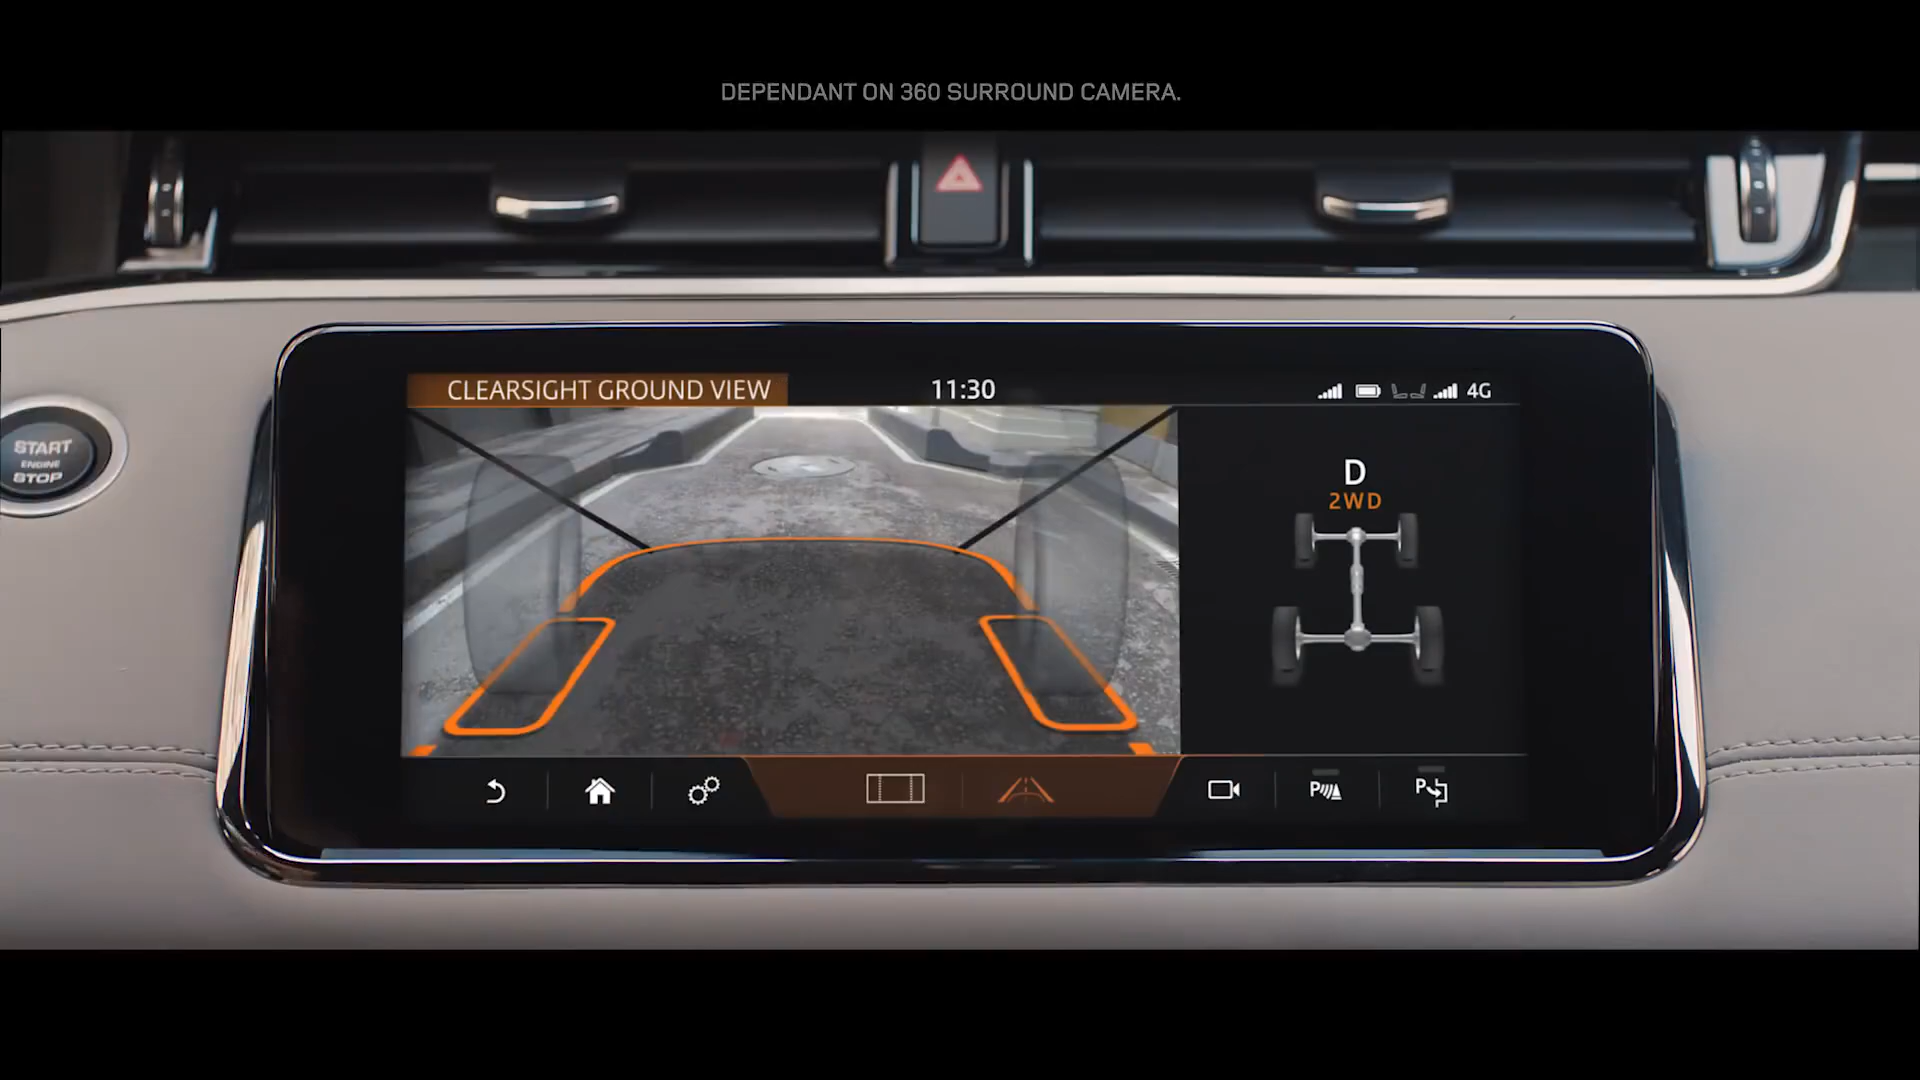 DEPENDANT ON 360 SURROUND CAMERA.
CLEARSIGHT GROUND VIEW
11:30
4G
START
ENGINE
STOP
D
2WD
P
P